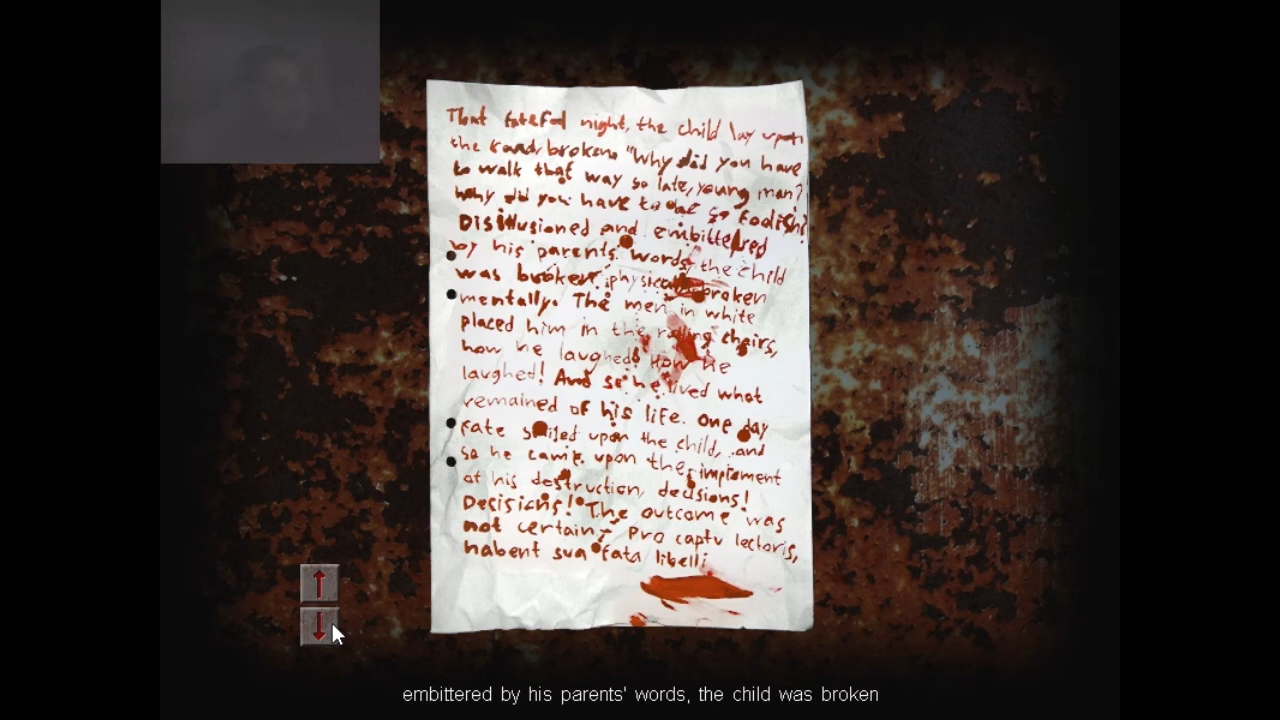 That fateful night, the child lay upon
the road, broken. "Why did you have
to walk that way so late, young man?
Why did you have to be so foolish?
Disillusioned and embittered
by his parents' words, the child
was broken physically, broken
mentally. The men in white
placed him in the rolling chairs,
how he laughed! How he
laughed! And so he lived what
remained of his life. One day
fate smiled upon the child, and
so he came upon the implement
of his destruction, decisions!
Decisions! The outcome was
not certain, Pro captu lectoris,
habent sua fata libelli
embittered by his parents' words, the child was broken